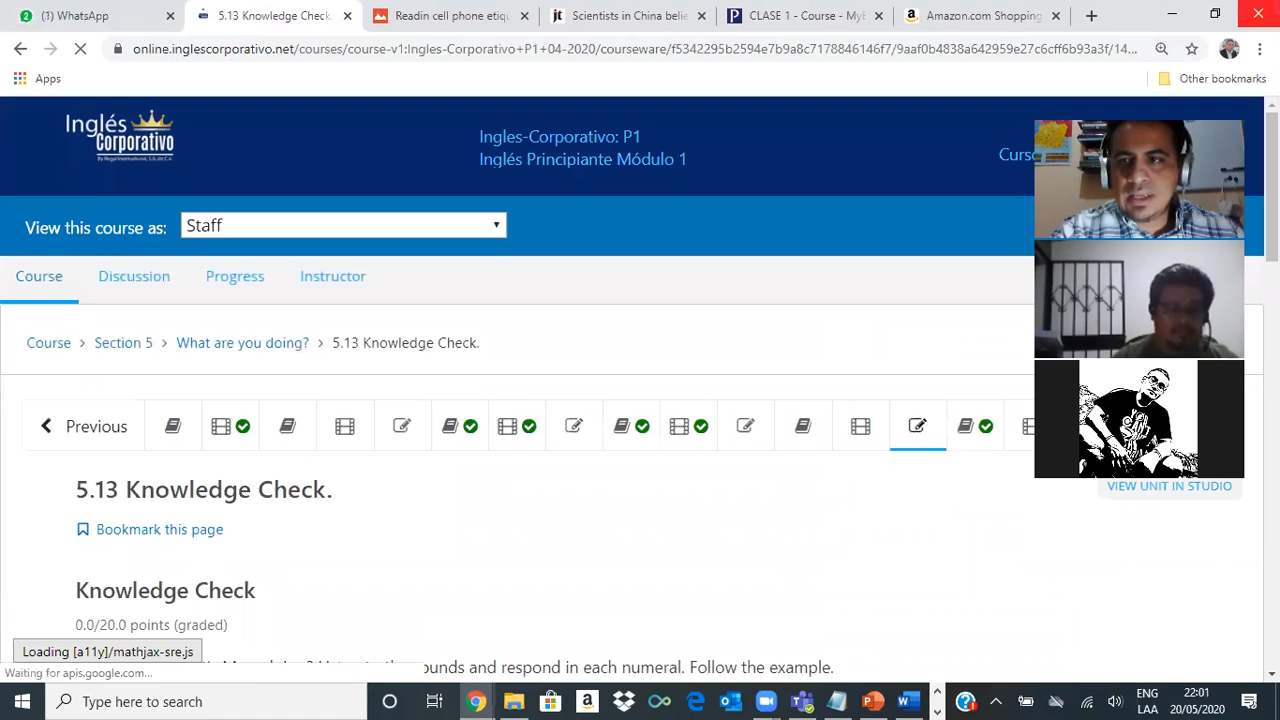 (1) WhatsApp
5.13 Knowledge Check.
Readin cell phone etiq
Scientists in China belie
CLASE 1 - Course - MyE
Amazon.com Shopping
online.inglescorporativo.net/courses/course-v1:Ingles-Corporativo+P1+04-2020/courseware/f5342295b2594e7b9a8c7178846146f7/9aaf0b4838a642959e27c6cff6b93a3f/14...
Apps
Other bookmarks
Inglés
Corporativo
Ingles-Corporativo: P1
Inglés Principiante Módulo 1
Curso
View this course as:
Staff
Course
Discussion
Progress
Instructor
Course > Section 5 > What are you doing? > 5.13 Knowledge Check.
Previous
5.13 Knowledge Check.
VIEW UNIT IN STUDIO
Bookmark this page
Knowledge Check
0.0/20.0 points (graded)
Loading [a11y]/mathjax-sre.js
ounds and respond in each numeral. Follow the example.
Waiting for apis.google.com...
Type here to search
ENG
LAA
22:01
20/05/2020